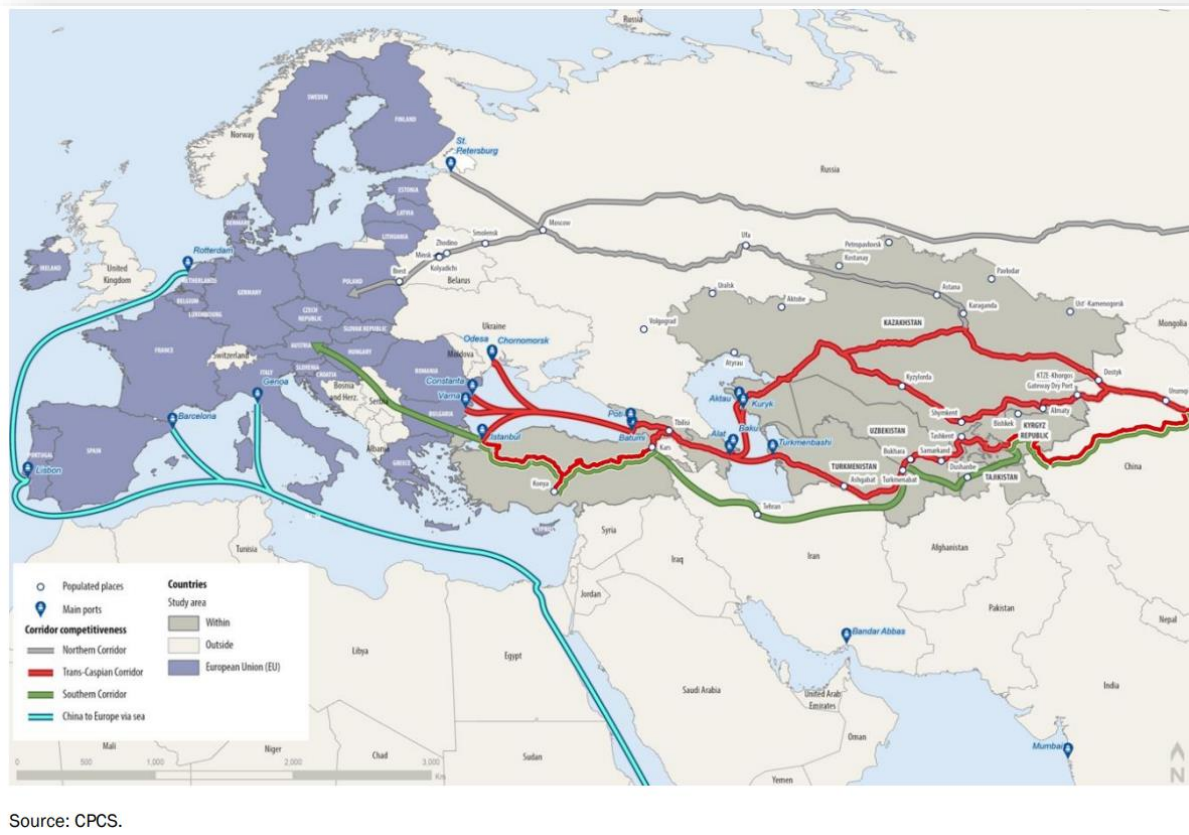 Russia
Norway
SWEDEN
FINLAND
St.
Petersburg
ESTONIA
Russia
LATVIA
DENMARK
LITHUANIA
Moscow
Smolensk
Ufa
Petropavlorsk
Kostanay
Zhodino
Minsk
Kolyadichi
Rotterdam
IRELAND
United
Kingdom
NETHERLANDS
Brest
Belarus
POLAND
GERMANY
BELGIUM
LUXEMBOURG
Pavlodar
Astana
Uralsk
Aktobe
Karaganda
Ust'-Kamenogorsk
CZECH
REPUBLIC
SLOVAK REPUBLIC
Ukraine
Volgograd
KAZAKHSTAN
Mongolia
FRANCE
Switzerland
AUSTRIA
HUNGARY
Moldova
Odesa
Chornomorsk
Atyrau
SLOVENIA
CROATIA
ROMANIA
ITALY
Genoa
Bosnia
and Herz.
Serbia
Constanta
Varna
BULGARIA
Aktau
Kuryk
Kyzylorda
Dostyk
KTZE-Khorgos
Gateway Dry Port
Shymkent
Almaty
Bishkek
Barcelona
PORTUGAL
SPAIN
Lisbon
Albania
GREECE
Istanbul
Poti
Batumi
Tbilisi
Kars
Baku
Alat
Turkmenbashi
UZBEKISTAN
Tashkent
KYRGYZ
REPUBLIC
Bukhara
Samarkand
Dushanbe
TAJIKISTAN
China
TURKMENISTAN
Ashgabat
Turkmenabat
Konya
Tehran
Tunisia
Syria
Iraq
Iran
Afghanistan
Jordan
Pakistan
Nepal
Libya
Egypt
Saudi Arabia
Bandar Abbas
United Arab
Emirates
India
Oman
Mumbai
Mali
Niger
Chad
Sudan
Yemen
Populated places
Main ports
Corridor competitiveness
Northern Corridor
Trans-Caspian Corridor
Southern Corridor
China to Europe via sea
Countries
Study area
Within
Outside
European Union (EU)
0
500
1,000
2,000
3,000
Km
N
Source: CPCS.